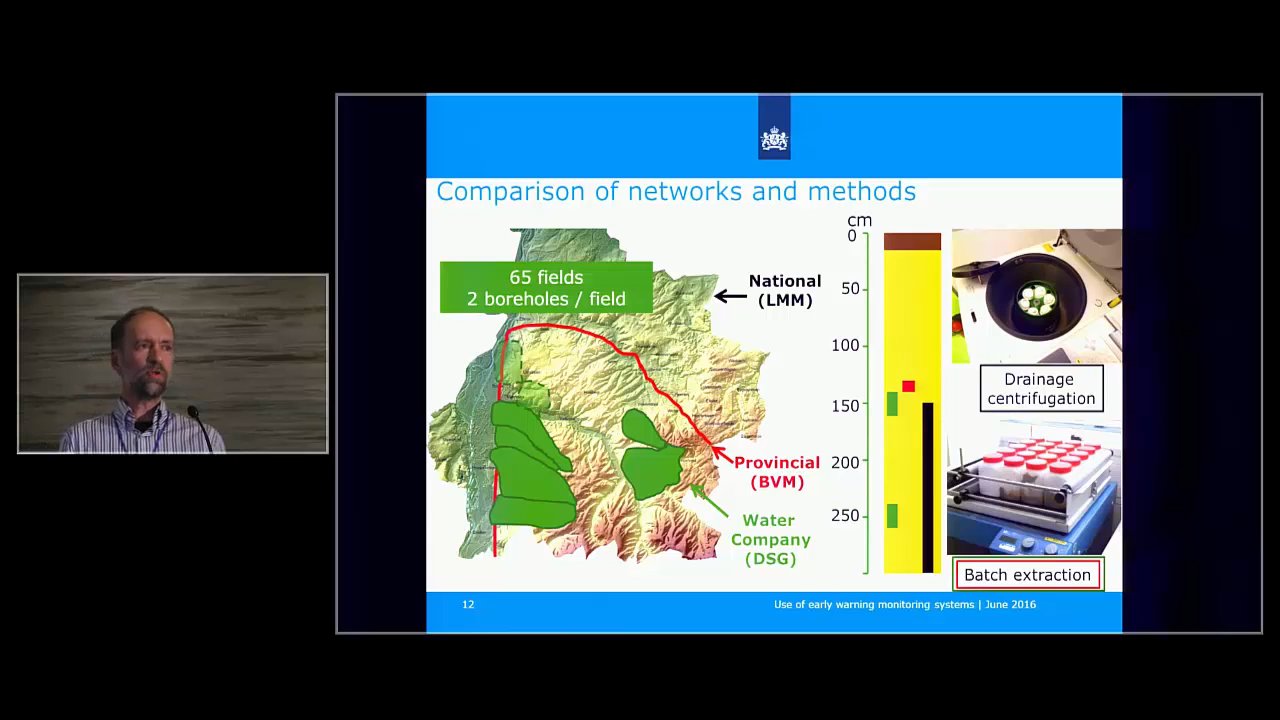 Comparison of networks and methods
65 fields
2 boreholes / field
National
(LMM)
Provincial
(BVM)
Water
Company
(DSG)
cm
0
50
100
150
200
250
Drainage
centrifugation
Batch extraction
12
Use of early warning monitoring systems | June 2016